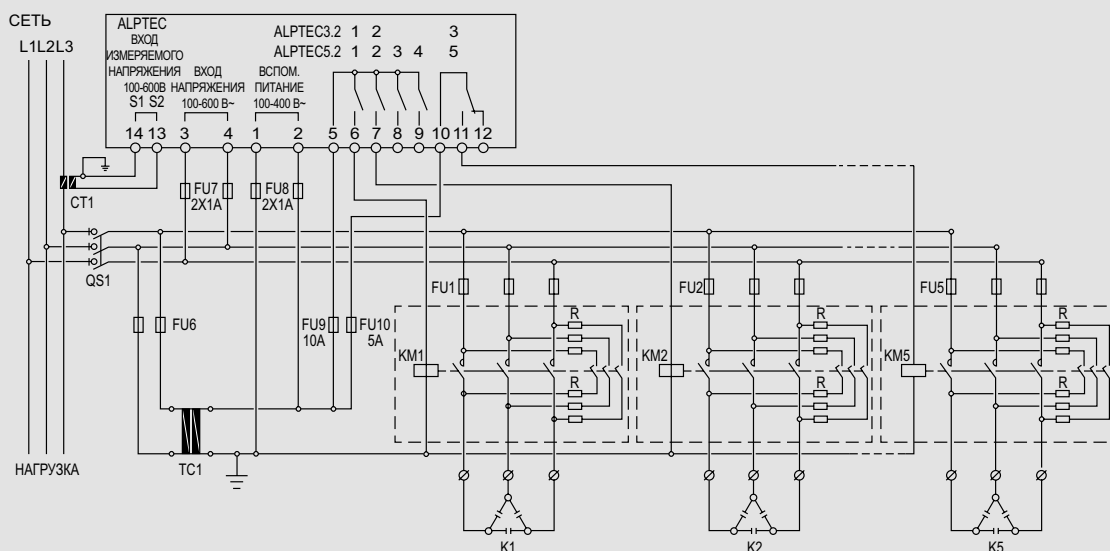 СЕТЬ
L1L2L3
ALPTEC
ВХОД
ИЗМЕРЯЕМОГО
НАПРЯЖЕНИЯ
100-600В
S1 S2
ВХОД
НАПРЯЖЕНИЯ
100-600 В~
ВСПОМ.
ПИТАНИЕ
100-400 В~
ALPTEC3.2 1 2 3
ALPTEC5.2 1 2 3 4 5
14 13 3 4 1 2 5 6 7 8 9 10 11 12
CT1
FU7
2X1A
FU8
2X1A
QS1
FU6
FU9
10A
FU10
5A
FU1
FU2
FU5
R
R
R
KM1
KM2
KM5
R
R
R
НАГРУЗКА
TC1
K1
K2
K5